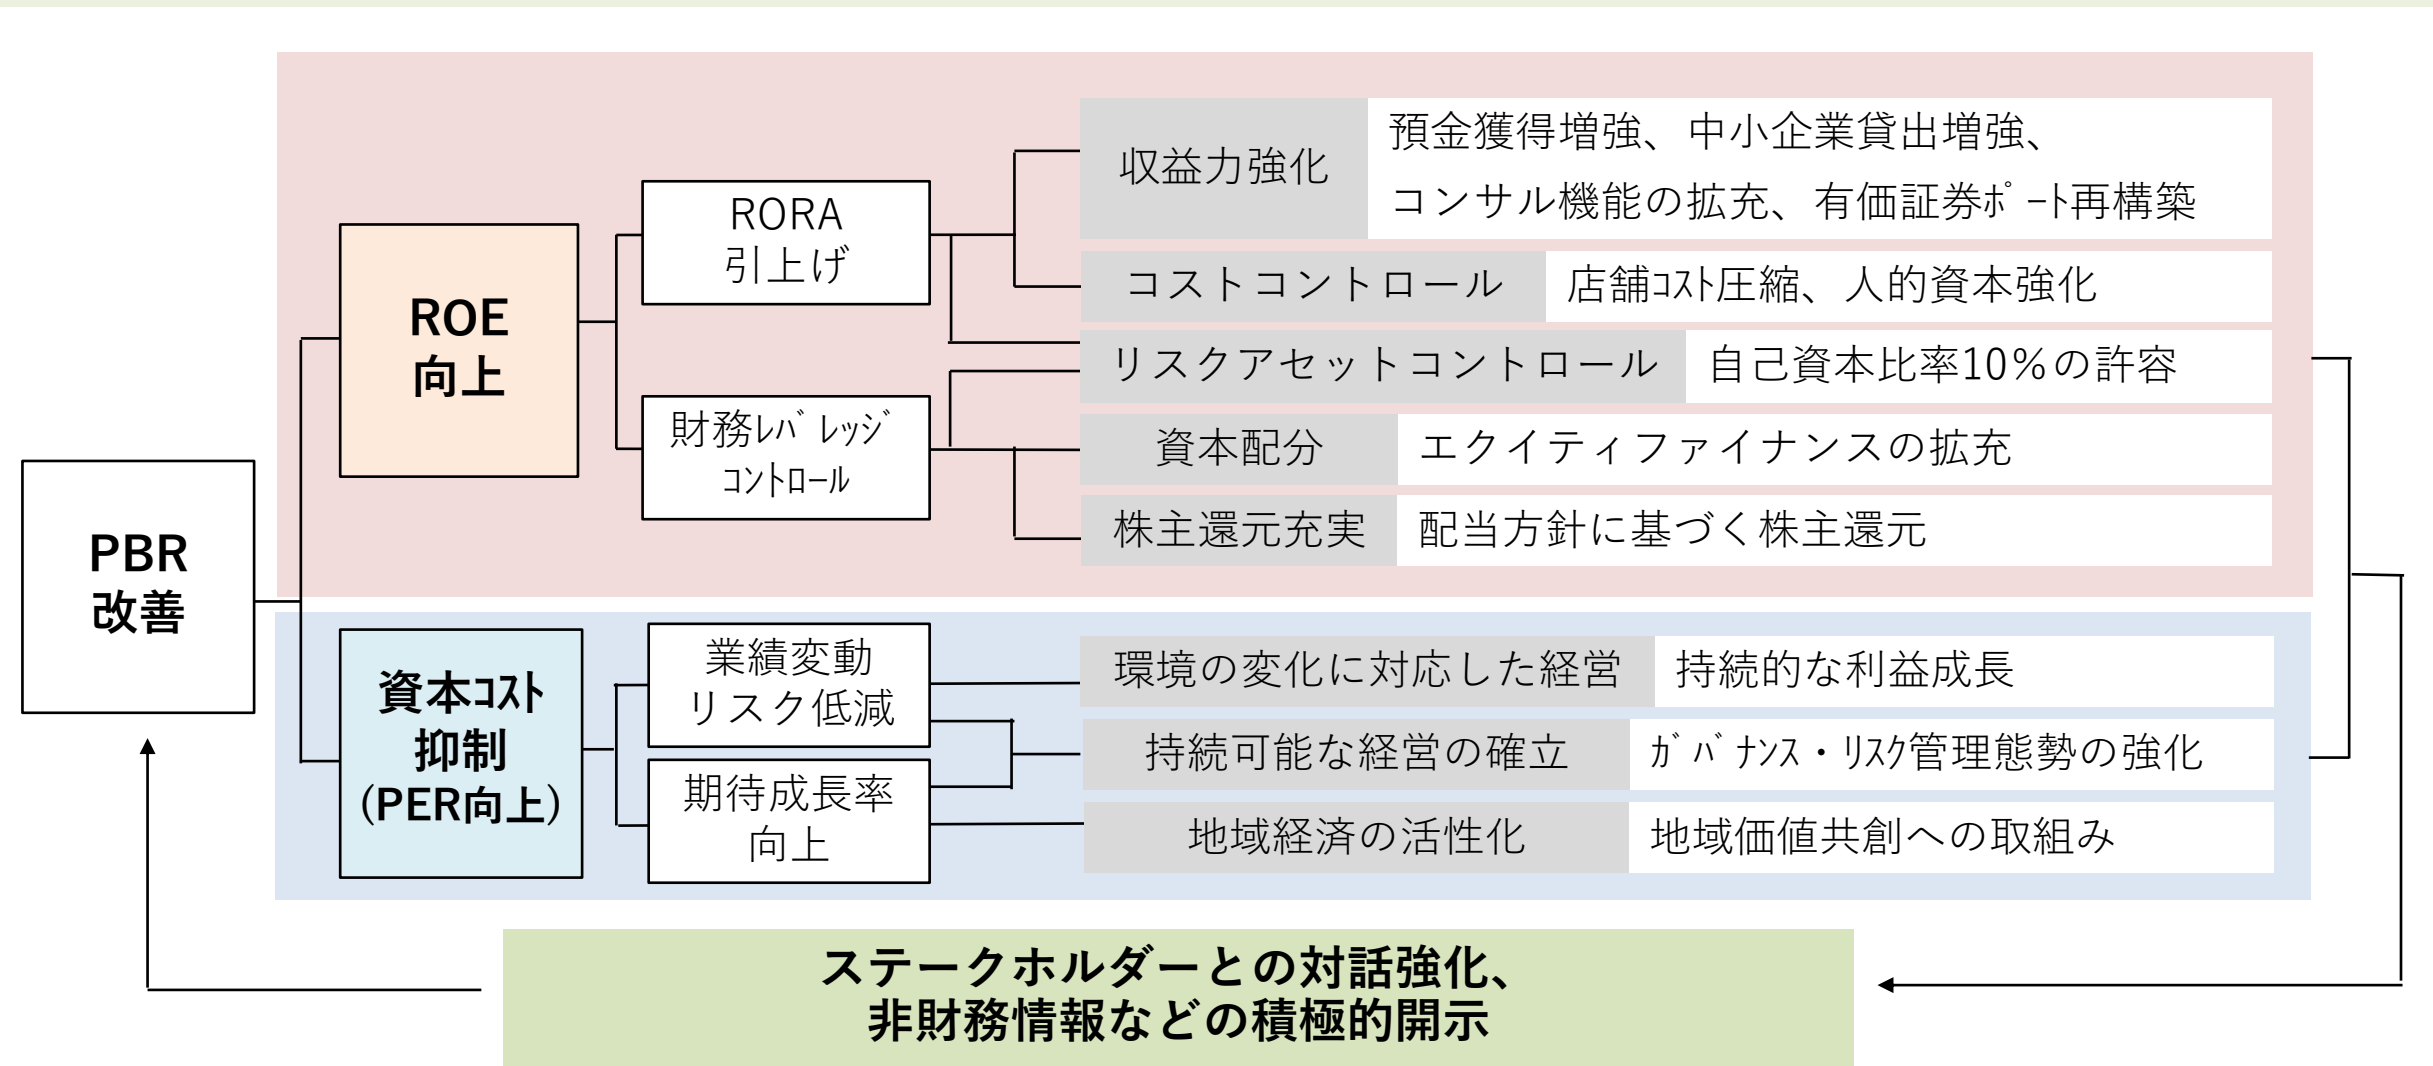 PBR
改善
ROE
向上
RORA
引上げ
財務ﾚﾊﾞﾚｯｼﾞ
ｺﾝﾄﾛｰﾙ
収益力強化
預金獲得増強、中小企業貸出増強、
コンサル機能の拡充、有価証券ﾎﾟｰﾄ再構築
コストコントロール
店舗ｺｽﾄ圧縮、人的資本強化
リスクアセットコントロール
自己資本比率10％の許容
資本配分
エクイティファイナンスの拡充
株主還元充実
配当方針に基づく株主還元
資本ｺｽﾄ
抑制
(PER向上)
業績変動
リスク低減
期待成長率
向上
環境の変化に対応した経営
持続的な利益成長
持続可能な経営の確立
ｶﾞﾊﾞﾅﾝｽ・ﾘｽｸ管理態勢の強化
地域経済の活性化
地域価値共創への取組み
ステークホルダーとの対話強化、
非財務情報などの積極的開示